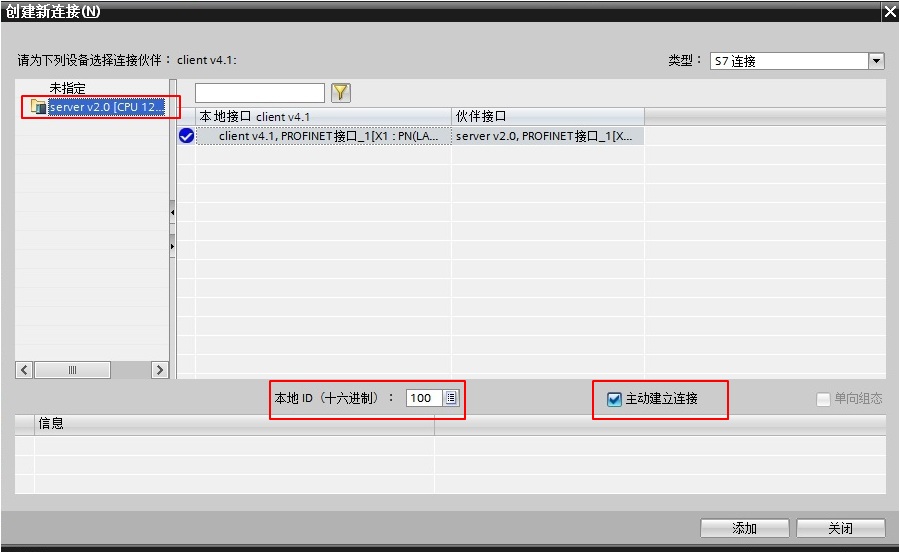 创建新连接(N)
请为下列设备选择连接伙伴： client v4.1:
类型： S7 连接
未指定
server v2.0 [CPU 12...
本地接口 client v4.1 伙伴接口
client v4.1, PROFINET接口_1[X1 : PN(LA... server v2.0, PROFINET接口_1[X...
本地 ID（十六进制）： 100
主动建立连接
单向组态
信息
添加 关闭